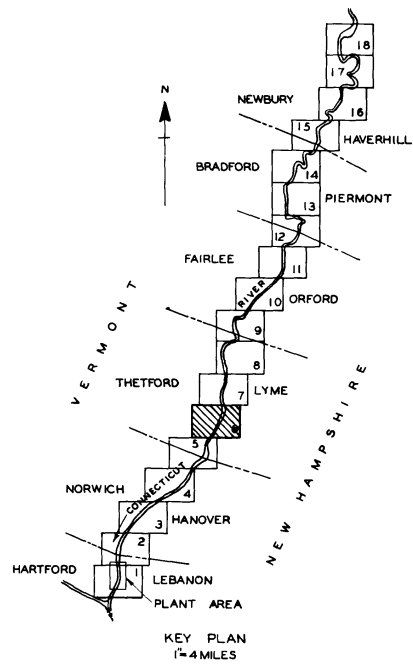 18
17
NEWBURY
16
N
15
HAVERHILL
BRADFORD
14
13
PIERMONT
12
FAIRLEE
11
RIVER
10
ORFORD
9
VERMONT
8
THETFORD
7
LYME
6
5
NEW HAMPSHIRE
CONNECTICUT
NORWICH
4
3
HANOVER
2
HARTFORD
1
LEBANON
PLANT AREA
KEY PLAN
1"=4 MILES